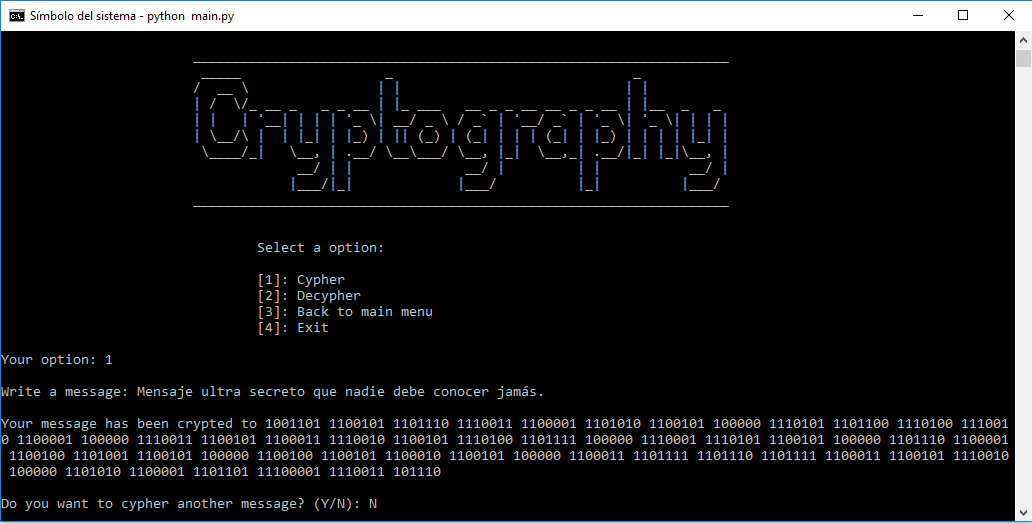 Símbolo del sistema - python  main.py
Cryptography
Select a option:
[1]: Cypher
[2]: Decypher
[3]: Back to main menu
[4]: Exit
Your option: 1
Write a message: Mensaje ultra secreto que nadie debe conocer jamás.
Your message has been crypted to 1001101 1100101 1101110 1110011 1100001 1101010 1100101 100000 1110101 1101100 1110100 111001
0 1100001 100000 1110011 1100101 1100011 1110010 1100101 1110100 1101111 100000 1110001 1110101 1100101 100000 1101110 1100001
1100100 1101001 1100101 100000 1100100 1100101 1100010 1100101 100000 1100011 1101111 1101110 1101111 1100011 1100101 1110010
100000 1101010 1100001 1101101 11100001 1110011 101110
Do you want to cypher another message? (Y/N): N